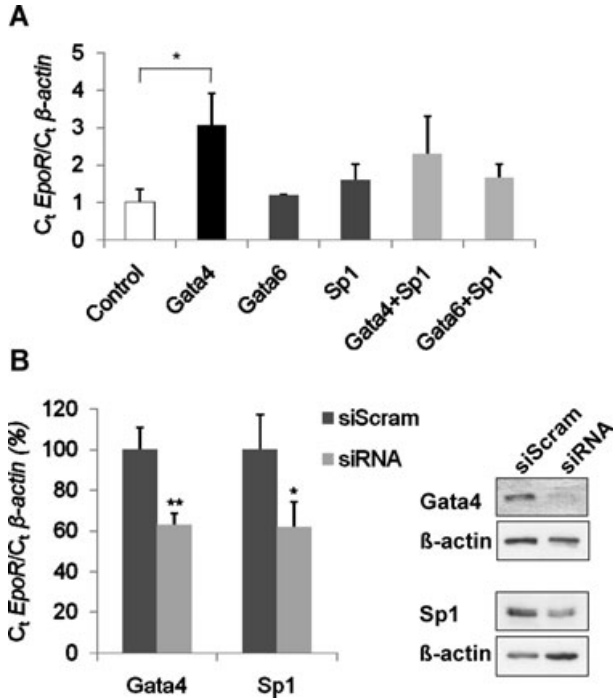 A
Ct EpoR/Ct β-actin
5
4
3
2
1
0
*
Control
Gata4
Gata6
Sp1
Gata4+Sp1
Gata6+Sp1
B
Ct EpoR/Ct β-actin (%)
120
100
80
60
40
20
0
**
*
Gata4
Sp1
siScram
siRNA
siScram
siRNA
Gata4
ß-actin
Sp1
ß-actin